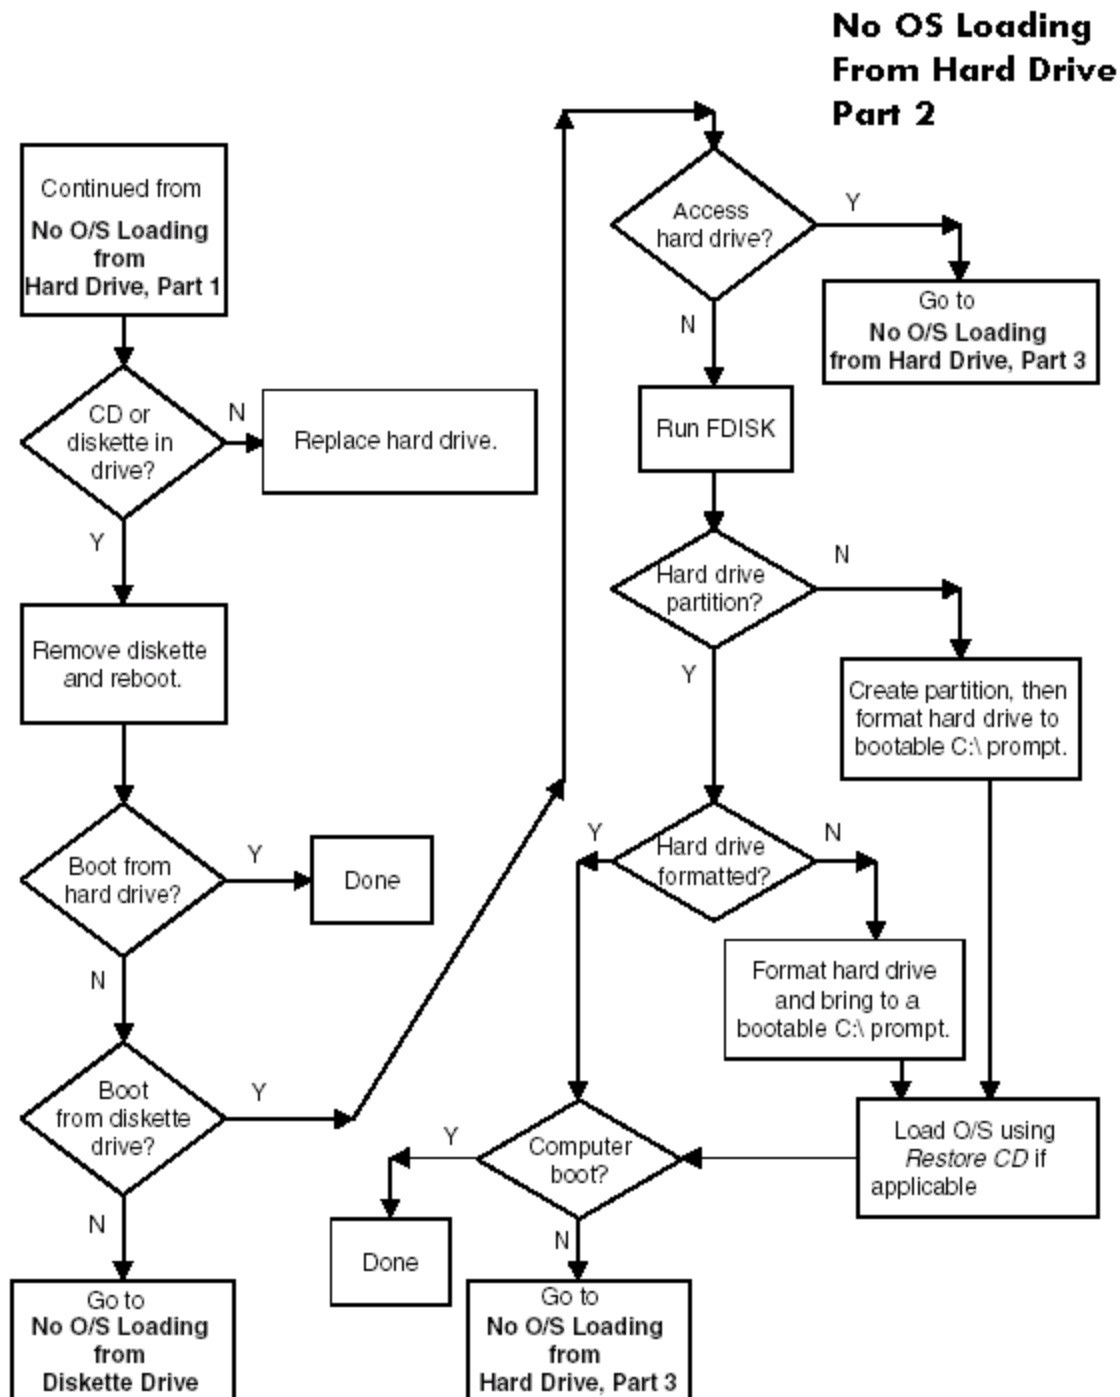 No OS Loading
From Hard Drive
Part 2
Continued from
No O/S Loading
from
Hard Drive, Part 1
CD or
diskette in
drive?
N
Replace hard drive.
Y
Remove diskette
and reboot.
Boot from
hard drive?
Y
Done
N
Boot
from diskette
drive?
Y
N
Go to
No O/S Loading
from
Diskette Drive
Access
hard drive?
Y
Go to
No O/S Loading
from Hard Drive, Part 3
N
Run FDISK
Hard drive
partition?
N
Create partition, then
format hard drive to
bootable C:\ prompt.
Y
Hard drive
formatted?
Y
N
Format hard drive
and bring to a
bootable C:\ prompt.
Load O/S using
Restore CD if
applicable
Computer
boot?
Y
Done
N
Go to
No O/S Loading
from
Hard Drive, Part 3